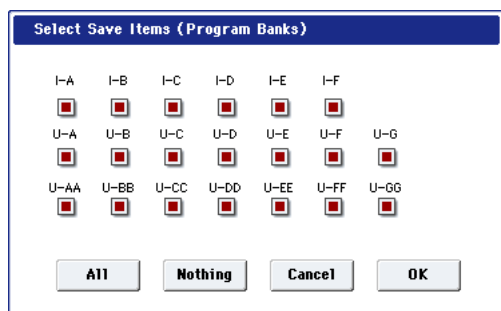 Select Save Items (Program Banks)
I-A I-B I-C I-D I-E I-F
U-A U-B U-C U-D U-E U-F U-G
U-AA U-BB U-CC U-DD U-EE U-FF U-GG
All Nothing Cancel OK